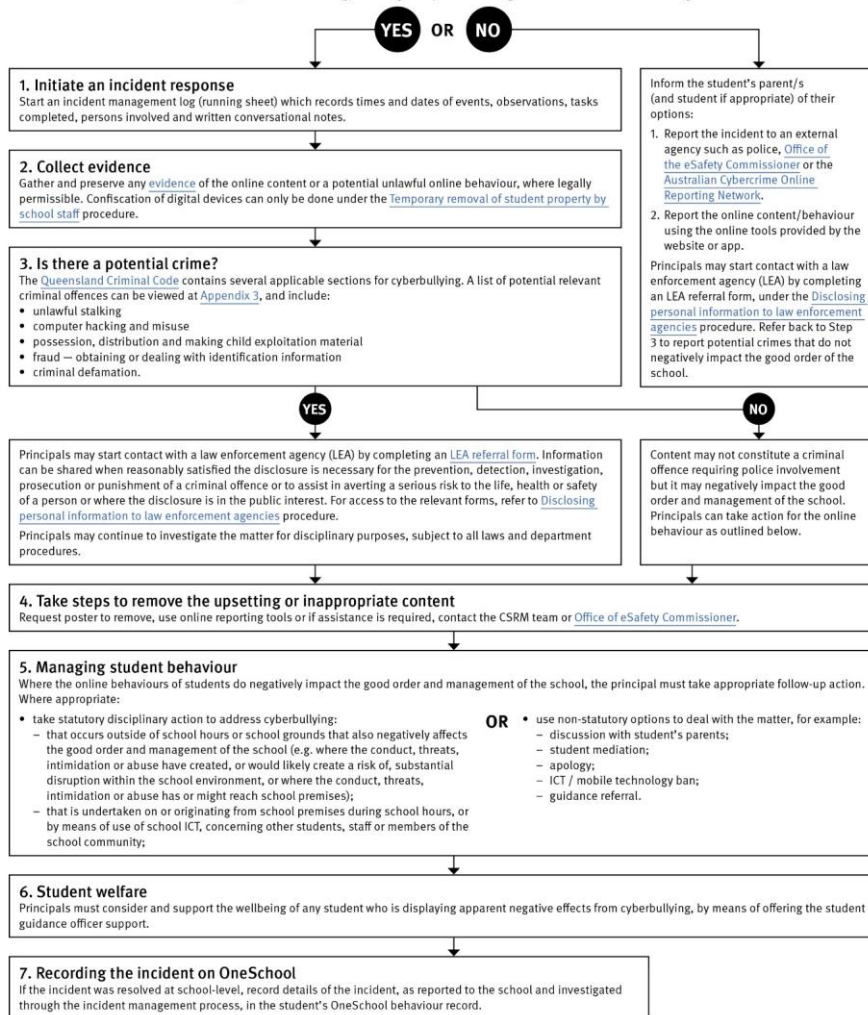 YES OR NO
1. Initiate an incident response
Start an incident management log (running sheet) which records times and dates of events, observations, tasks
completed, persons involved and written conversational notes.
2. Collect evidence
Gather and preserve any evidence of the online content or a potential unlawful online behaviour, where legally
permissible. Confiscation of digital devices can only be done under the Temporary removal of student property by
school staff procedure.
3. Is there a potential crime?
The Queensland Criminal Code contains several applicable sections for cyberbullying. A list of potential relevant
criminal offences can be viewed at Appendix 3, and include:
• unlawful stalking
• computer hacking and misuse
• possession, distribution and making child exploitation material
• fraud — obtaining or dealing with identification information
• criminal defamation.
Inform the student's parent/s
(and student if appropriate) of their
options:
1. Report the incident to an external
agency such as police, Office of
the eSafety Commissioner or the
Australian Cybercrime Online
Reporting Network.
2. Report the online content/behaviour
using the online tools provided by the
website or app.
Principals may start contact with a law
enforcement agency (LEA) by completing
an LEA referral form, under the Disclosing
personal information to law enforcement
agencies procedure. Refer back to Step
3 to report potential crimes that do not
negatively impact the good order of the
school.
YES
NO
Principals may start contact with a law enforcement agency (LEA) by completing an LEA referral form. Information
can be shared when reasonably satisfied the disclosure is necessary for the prevention, detection, investigation,
prosecution or punishment of a criminal offence or to assist in averting a serious risk to the life, health or safety
of a person or where the disclosure is in the public interest. For access to the relevant forms, refer to Disclosing
personal information to law enforcement agencies procedure.
Principals may continue to investigate the matter for disciplinary purposes, subject to all laws and department
procedures.
Content may not constitute a criminal
offence requiring police involvement
but it may negatively impact the good
order and management of the school.
Principals can take action for the online
behaviour as outlined below.
4. Take steps to remove the upsetting or inappropriate content
Request poster to remove, use online reporting tools or if assistance is required, contact the CSRM team or Office of eSafety Commissioner.
5. Managing student behaviour
Where the online behaviours of students do negatively impact the good order and management of the school, the principal must take appropriate follow-up action.
Where appropriate:
• take statutory disciplinary action to address cyberbullying:
– that occurs outside of school hours or school grounds that also negatively affects
the good order and management of the school (e.g. where the conduct, threats,
intimidation or abuse have created, or would likely create a risk of, substantial
disruption within the school environment, or where the conduct, threats,
intimidation or abuse has or might reach school premises);
– that is undertaken on or originating from school premises during school hours, or
by means of use of school ICT, concerning other students, staff or members of the
school community;
OR
• use non-statutory options to deal with the matter, for example:
– discussion with student's parents;
– student mediation;
– apology;
– ICT / mobile technology ban;
– guidance referral.
6. Student welfare
Principals must consider and support the wellbeing of any student who is displaying apparent negative effects from cyberbullying, by means of offering the student
guidance officer support.
7. Recording the incident on OneSchool
If the incident was resolved at school-level, record details of the incident, as reported to the school and investigated
through the incident management process, in the student's OneSchool behaviour record.